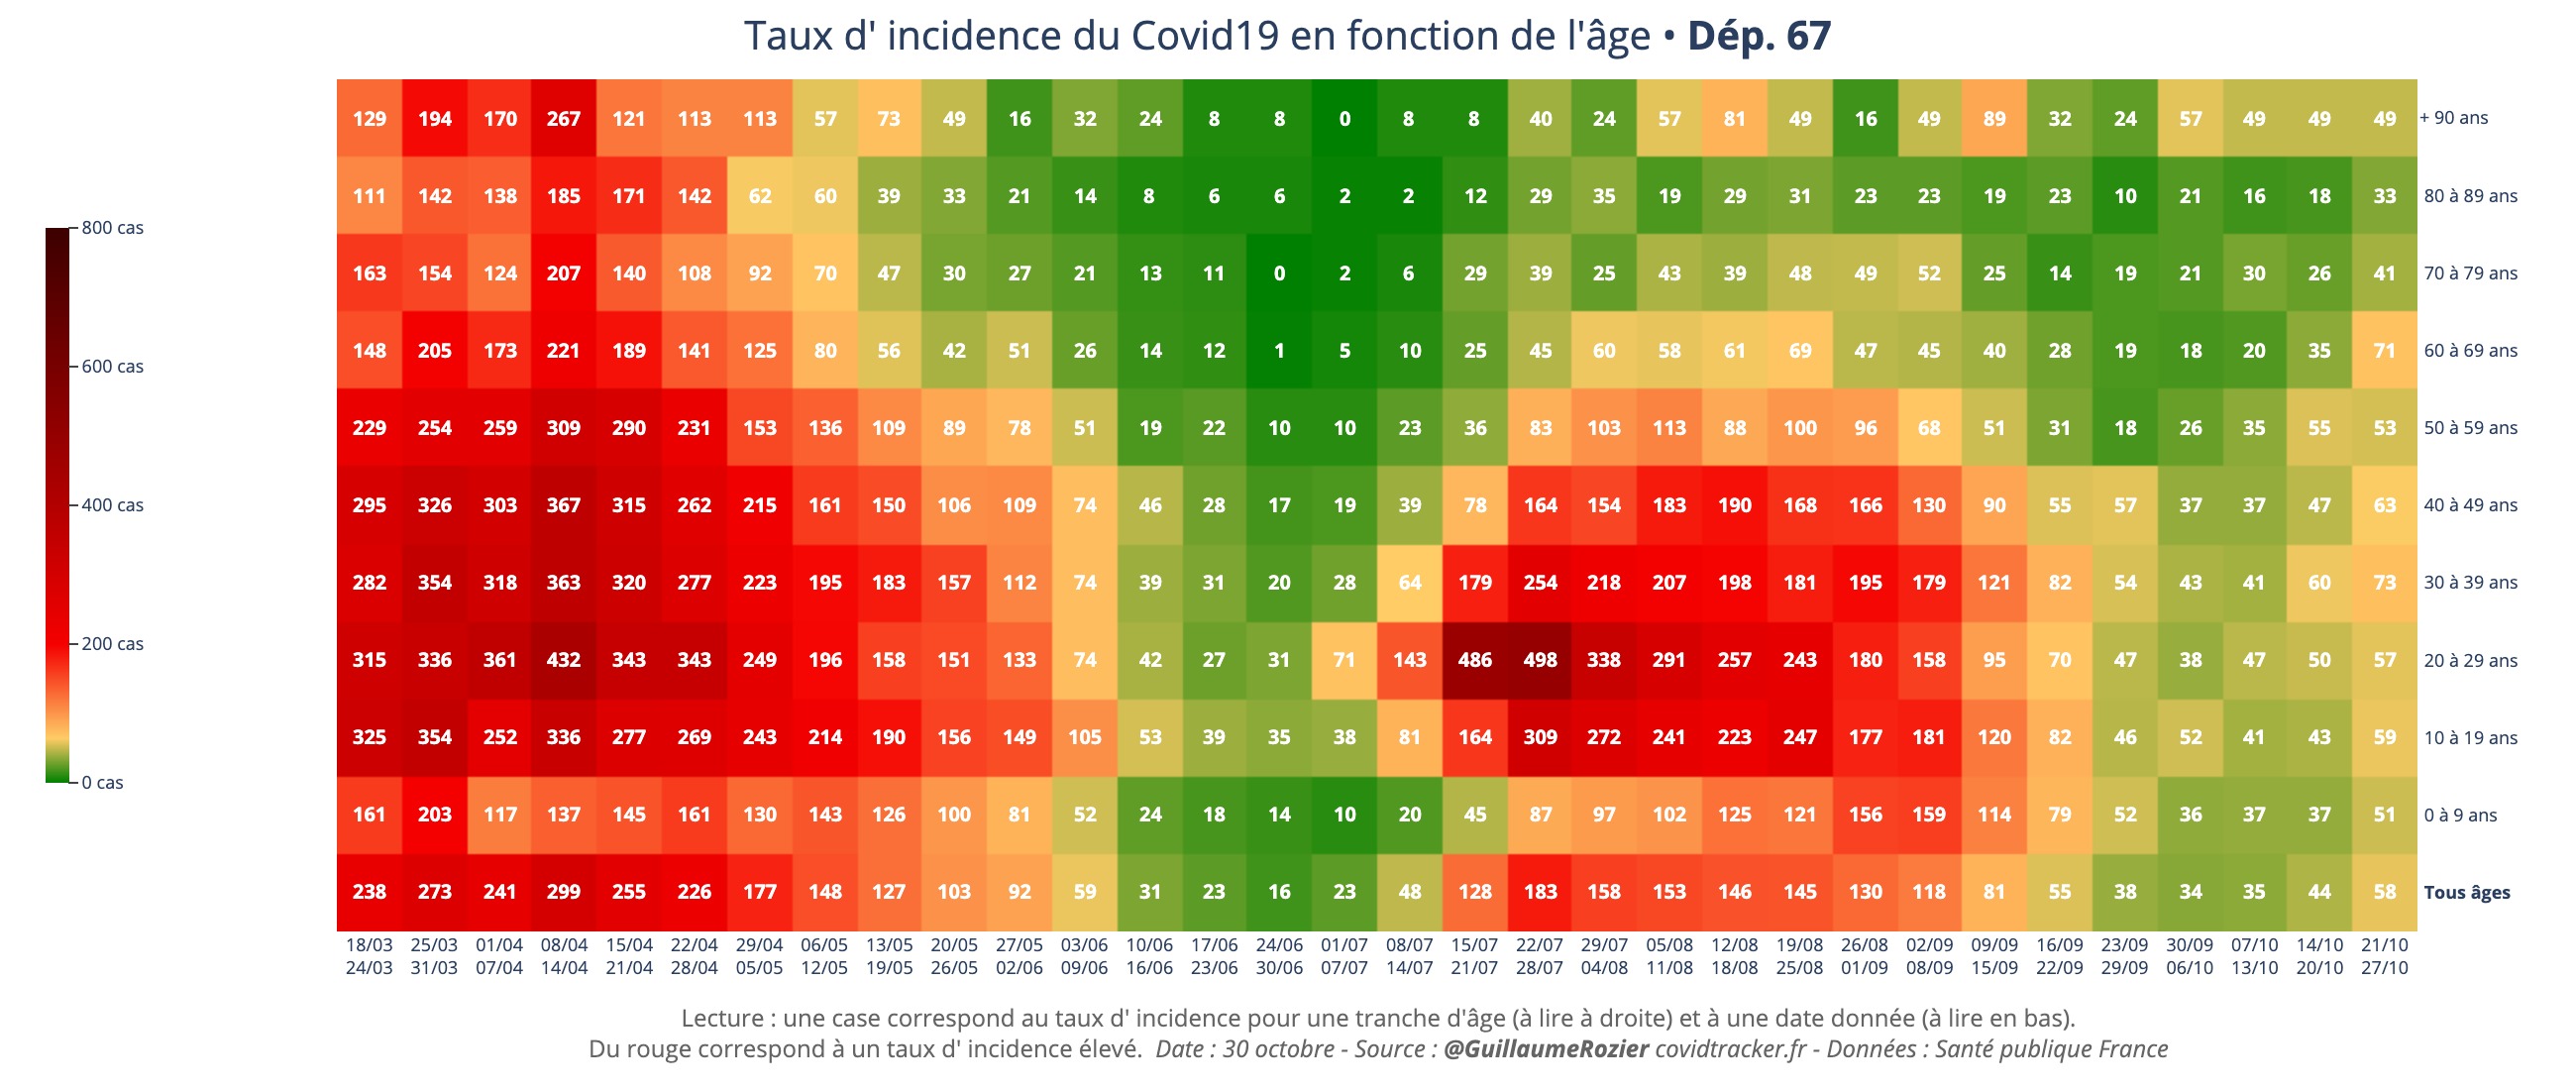 Taux d' incidence du Covid19 en fonction de l'âge • Dép. 67
800 cas
600 cas
400 cas
200 cas
0 cas
129 194 170 267 121 113 113 57 73 49 16 32 24 8 8 0 8 8 40 24 57 81 49 16 49 89 32 24 57 49 49 49 + 90 ans
111 142 138 185 171 142 62 60 39 33 21 14 8 6 6 2 2 12 29 35 19 29 31 23 23 19 23 10 21 16 18 33 80 à 89 ans
163 154 124 207 140 108 92 70 47 30 27 21 13 11 0 2 6 29 39 25 43 39 48 49 52 25 14 19 21 30 26 41 70 à 79 ans
148 205 173 221 189 141 125 80 56 42 51 26 14 12 1 5 10 25 45 60 58 61 69 47 45 40 28 19 18 20 35 71 60 à 69 ans
229 254 259 309 290 231 153 136 109 89 78 51 19 22 10 10 23 36 83 103 113 88 100 96 68 51 31 18 26 35 55 53 50 à 59 ans
295 326 303 367 315 262 215 161 150 106 109 74 46 28 17 19 39 78 164 154 183 190 168 166 130 90 55 57 37 37 47 63 40 à 49 ans
282 354 318 363 320 277 223 195 183 157 112 74 39 31 20 28 64 179 254 218 207 198 181 195 179 121 82 54 43 41 60 73 30 à 39 ans
315 336 361 432 343 343 249 196 158 151 133 74 42 27 31 71 143 486 498 338 291 257 243 180 158 95 70 47 38 47 50 57 20 à 29 ans
325 354 252 336 277 269 243 214 190 156 149 105 53 39 35 38 81 164 309 272 241 223 247 177 181 120 82 46 52 41 43 59 10 à 19 ans
161 203 117 137 145 161 130 143 126 100 81 52 24 18 14 10 20 45 87 97 102 125 121 156 159 114 79 52 36 37 37 51 0 à 9 ans
238 273 241 299 255 226 177 148 127 103 92 59 31 23 16 23 48 128 183 158 153 146 145 130 118 81 55 38 34 35 44 58 Tous âges
18/03 25/03 01/04 08/04 15/04 22/04 29/04 06/05 13/05 20/05 27/05 03/06 10/06 17/06 24/06 01/07 08/07 15/07 22/07 29/07 05/08 12/08 19/08 26/08 02/09 09/09 16/09 23/09 30/09 07/10 14/10 21/10
24/03 31/03 07/04 14/04 21/04 28/04 05/05 12/05 19/05 26/05 02/06 09/06 16/06 23/06 30/06 07/07 14/07 21/07 28/07 04/08 11/08 18/08 25/08 01/09 08/09 15/09 22/09 29/09 06/10 13/10 20/10 27/10
Lecture : une case correspond au taux d' incidence pour une tranche d'âge (à lire à droite) et à une date donnée (à lire en bas).
Du rouge correspond à un taux d' incidence élevé. Date : 30 octobre - Source : @GuillaumeRozier covidtracker.fr - Données : Santé publique France